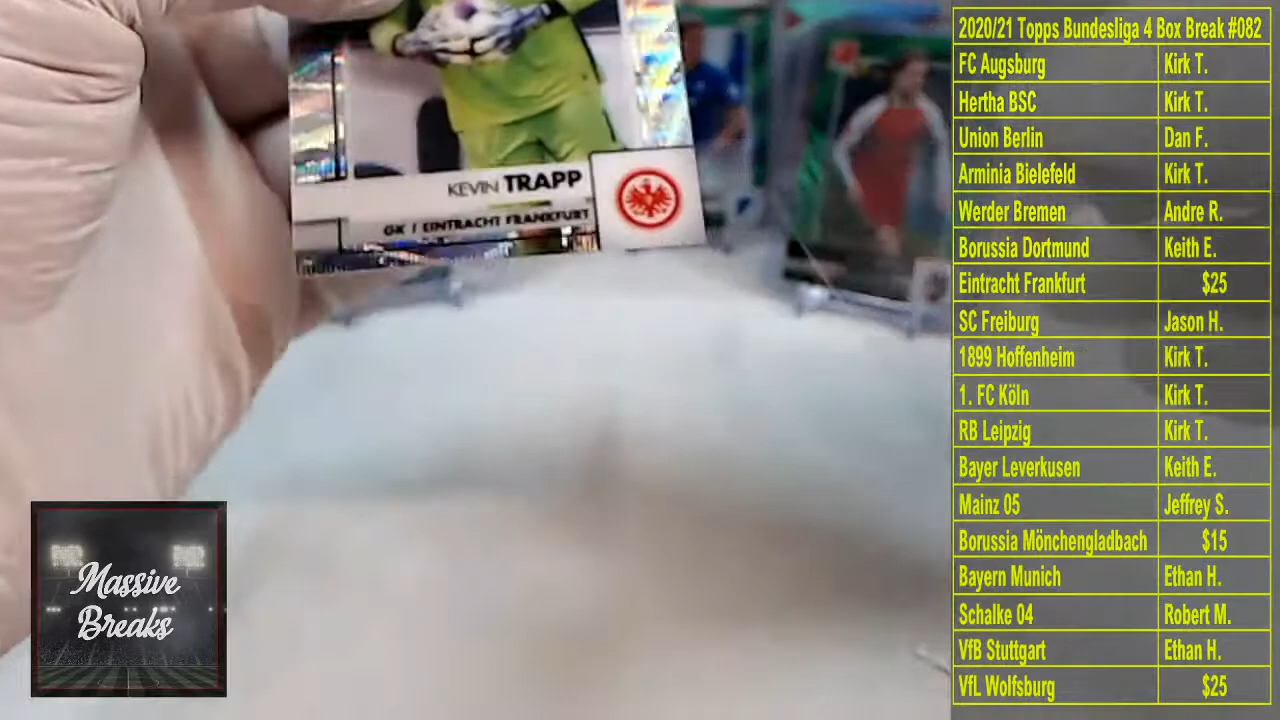 KEVIN TRAPP
GK / EINTRACHT FRANKFURT
Massive
Breaks
2020/21 Topps Bundesliga 4 Box Break #082
FC Augsburg Kirk T.
Hertha BSC Kirk T.
Union Berlin Dan F.
Arminia Bielefeld Kirk T.
Werder Bremen Andre R.
Borussia Dortmund Keith E.
Eintracht Frankfurt $25
SC Freiburg Jason H.
1899 Hoffenheim Kirk T.
1. FC Köln Kirk T.
RB Leipzig Kirk T.
Bayer Leverkusen Keith E.
Mainz 05 Jeffrey S.
Borussia Mönchengladbach $15
Bayern Munich Ethan H.
Schalke 04 Robert M.
VfB Stuttgart Ethan H.
VfL Wolfsburg $25